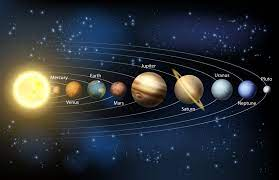 Mercury
Venus
Earth
Mars
Jupiter
Saturn
Uranus
Neptune
Pluto